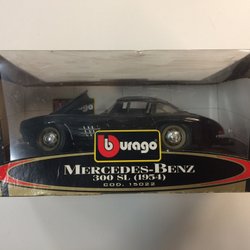 burago
MERCEDES-BENZ
300 SL (1954)
COD. 15022